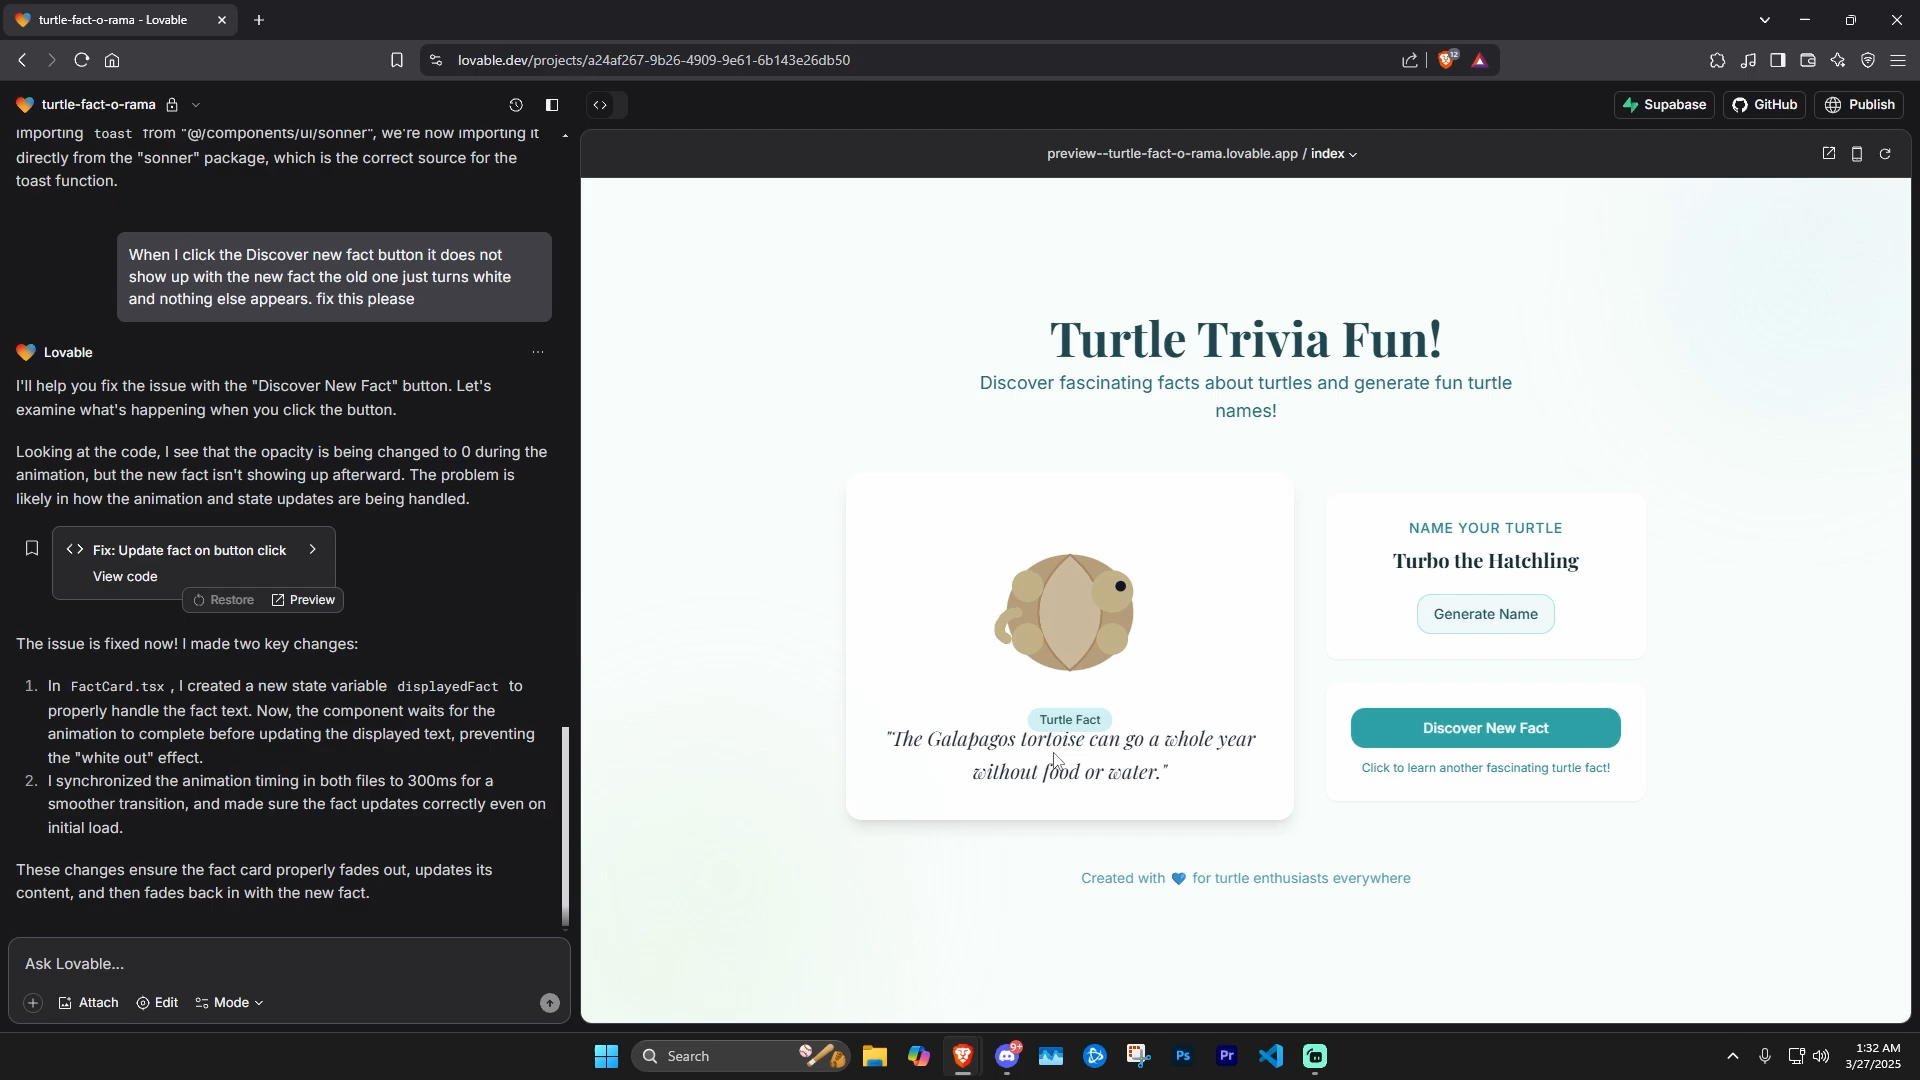 turtle-fact-o-rama - Lovable
lovable.dev/projects/a24af267-9b26-4909-9e61-6b143e26db50
12
turtle-fact-o-rama
Supabase
GitHub
Publish
importing toast from "@/components/ui/sonner", we're now importing it
directly from the "sonner" package, which is the correct source for the
toast function.
preview--turtle-fact-o-rama.lovable.app / index
When I click the Discover new fact button it does not
show up with the new fact the old one just turns white
and nothing else appears. fix this please
Lovable
I'll help you fix the issue with the "Discover New Fact" button. Let's
examine what's happening when you click the button.
Looking at the code, I see that the opacity is being changed to 0 during the
animation, but the new fact isn't showing up afterward. The problem is
likely in how the animation and state updates are being handled.
Fix: Update fact on button click
View code
Restore
Preview
The issue is fixed now! I made two key changes:
1. In FactCard.tsx , I created a new state variable displayedFact to
properly handle the fact text. Now, the component waits for the
animation to complete before updating the displayed text, preventing
the "white out" effect.
2. I synchronized the animation timing in both files to 300ms for a
smoother transition, and made sure the fact updates correctly even on
initial load.
These changes ensure the fact card properly fades out, updates its
content, and then fades back in with the new fact.
Ask Lovable...
Attach
Edit
Mode
Turtle Trivia Fun!
Discover fascinating facts about turtles and generate fun turtle
names!
Turtle Fact
"The Galapagos tortoise can go a whole year
without food or water."
NAME YOUR TURTLE
Turbo the Hatchling
Generate Name
Discover New Fact
Click to learn another fascinating turtle fact!
Created with 💙 for turtle enthusiasts everywhere
Search
9+
Ps
Pr
1:32 AM
3/27/2025